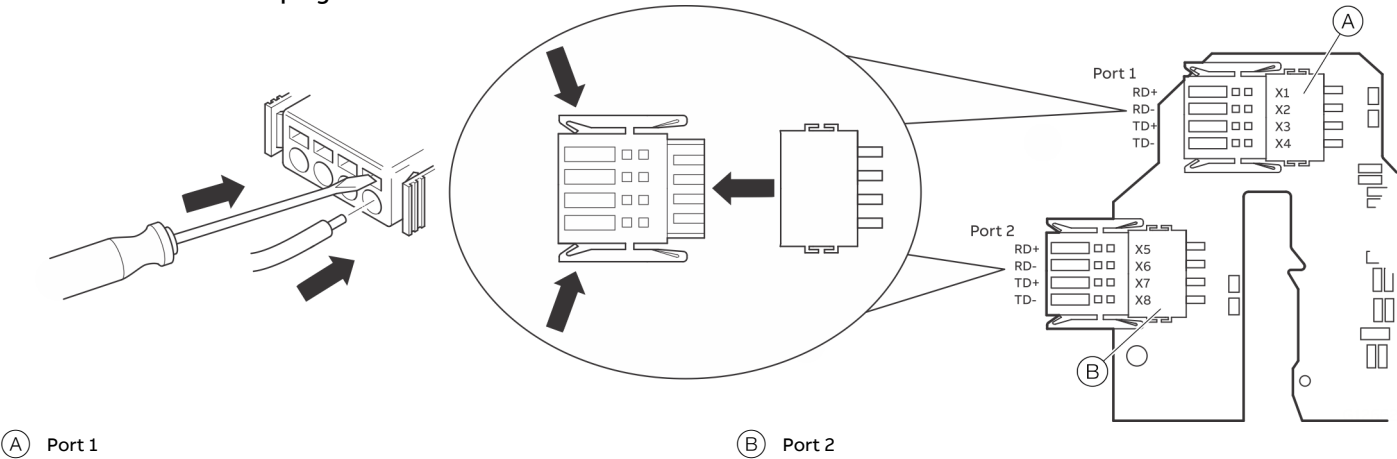 A
Port 1
RD+ X1
RD- X2
TD+ X3
TD- X4
Port 2
RD+ X5
RD- X6
TD+ X7
TD- X8
B
A Port 1
B Port 2